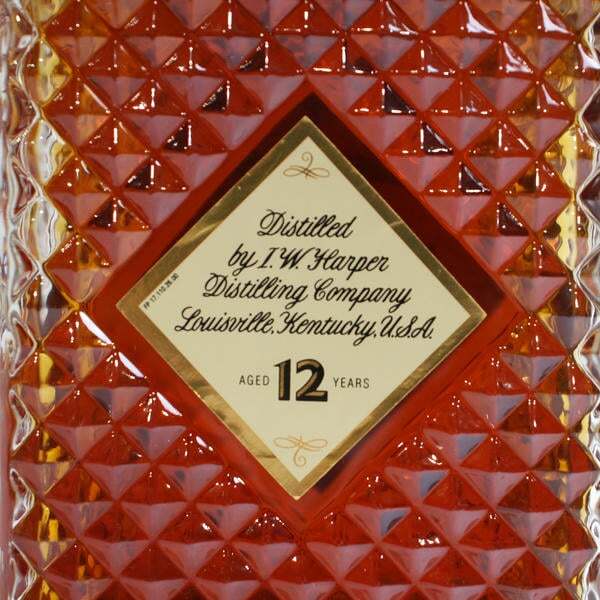 Distilled
by I.W. Harper
Distilling Company
Louisville, Kentucky, U.S.A.
AGED 12 YEARS